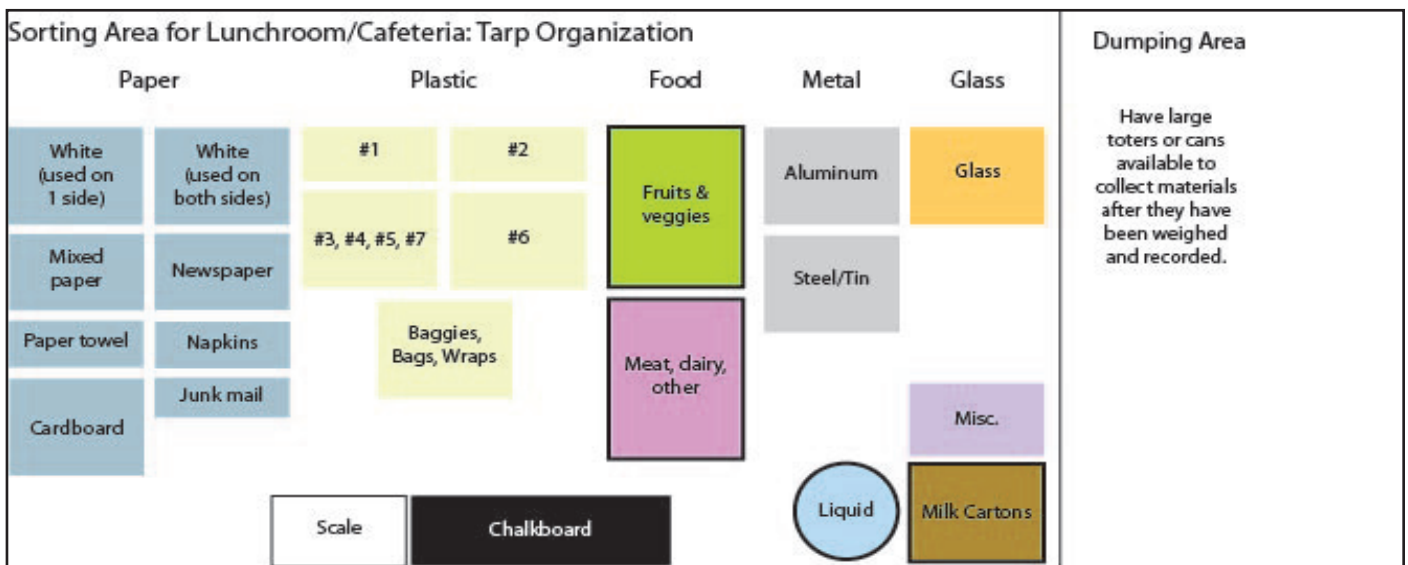 Sorting Area for Lunchroom/Cafeteria: Tarp Organization
Paper
Plastic
Food
Metal
Glass
White
(used on
1 side)
White
(used on
both sides)
Mixed
paper
Newspaper
Paper towel
Napkins
Junk mail
Cardboard
#1
#2
#3, #4, #5, #7
#6
Baggies,
Bags, Wraps
Fruits &
veggies
Meat, dairy,
other
Aluminum
Steel/Tin
Glass
Misc.
Liquid
Milk Cartons
Scale
Chalkboard
Dumping Area
Have large
toters or cans
available to
collect materials
after they have
been weighed
and recorded.